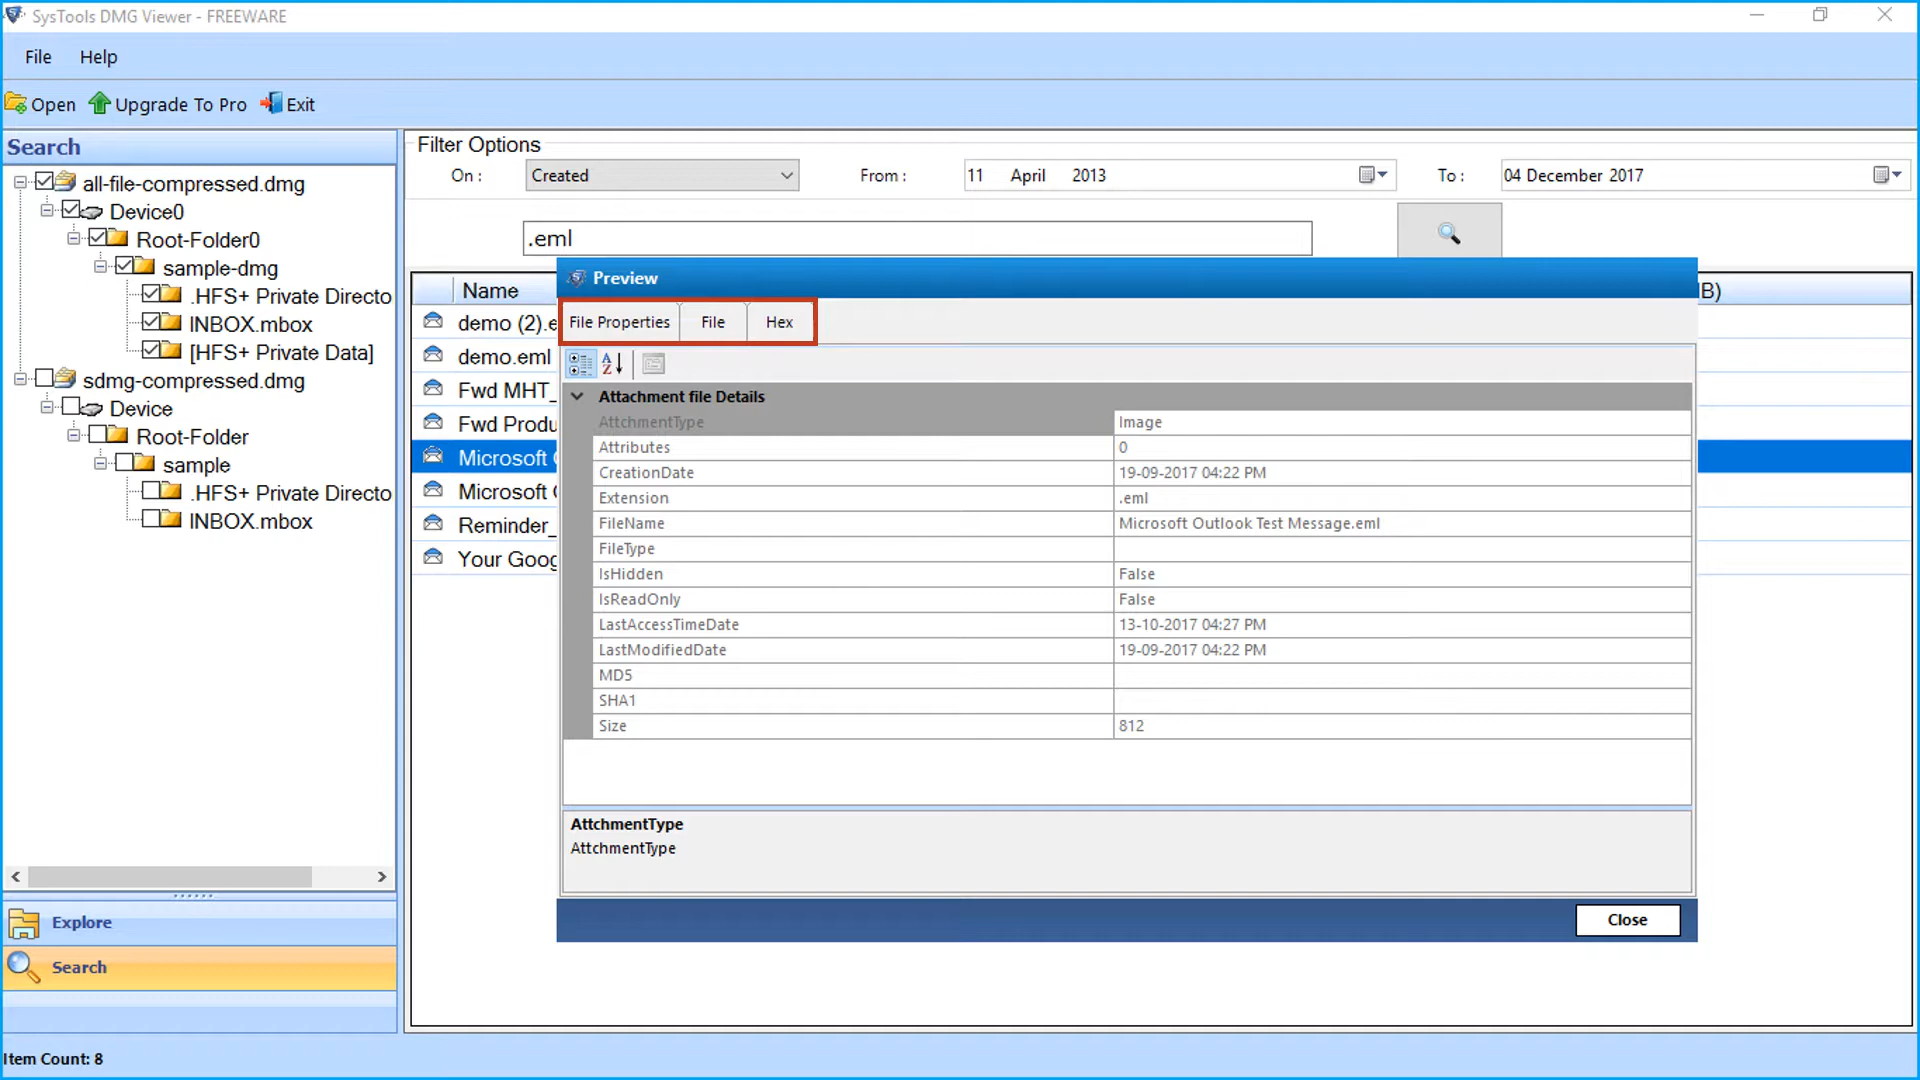 SysTools DMG Viewer - FREEWARE
File Help
Open Upgrade To Pro Exit
Search
all-file-compressed.dmg
Device0
Root-Folder0
sample-dmg
.HFS+ Private Directo
INBOX.mbox
[HFS+ Private Data]
sdmg-compressed.dmg
Device
Root-Folder
sample
.HFS+ Private Directo
INBOX.mbox
Explore
Search
Filter Options
On : Created From : 11 April 2013 To : 04 December 2017
.eml
Name B)
demo (2).e
demo.eml
Fwd MHT_
Fwd Produ
Microsoft
Microsoft
Reminder_
Your Goog
Preview
File Properties File Hex
Attachment file Details
AttchmentType Image
Attributes 0
CreationDate 19-09-2017 04:22 PM
Extension .eml
FileName Microsoft Outlook Test Message.eml
FileType
IsHidden False
IsReadOnly False
LastAccessTimeDate 13-10-2017 04:27 PM
LastModifiedDate 19-09-2017 04:22 PM
MD5
SHA1
Size 812
AttchmentType
AttchmentType
Close
Item Count: 8